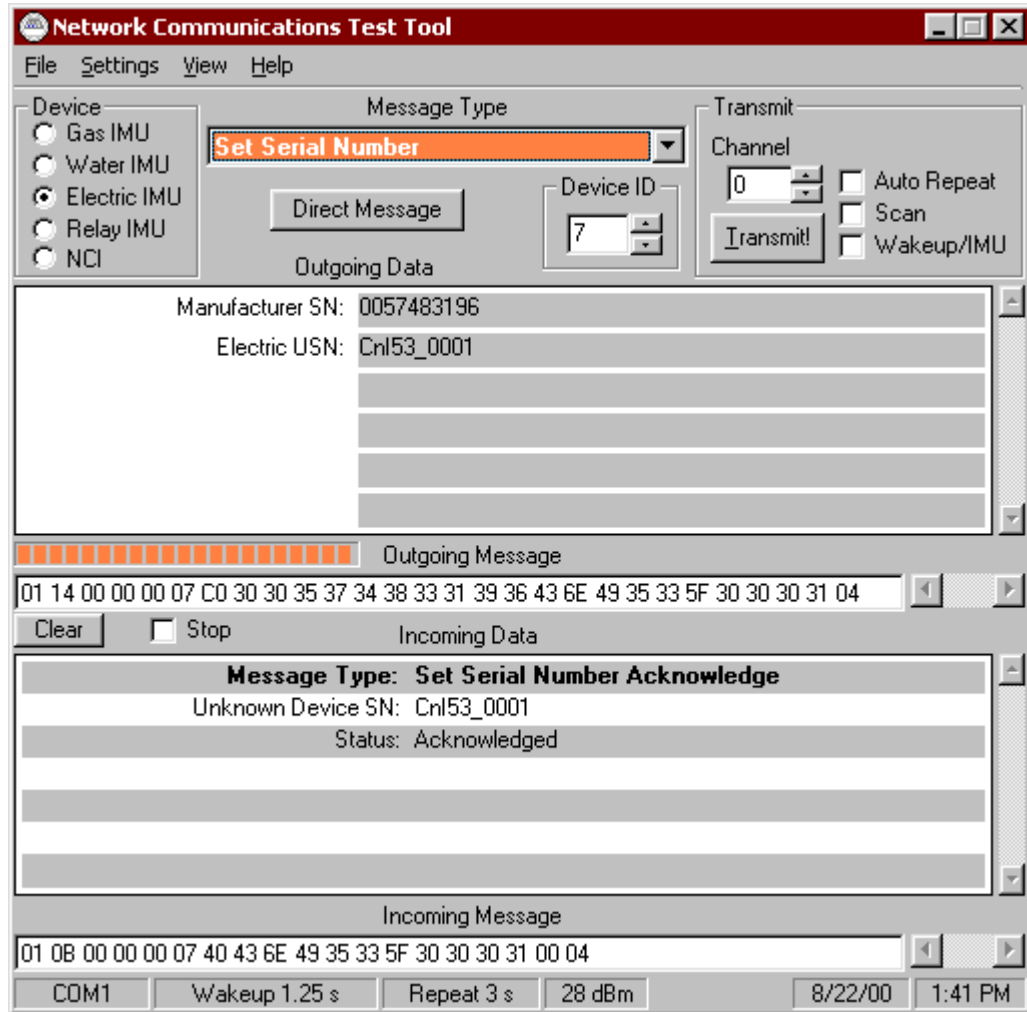 Network Communications Test Tool
File Settings View Help
Device
Gas IMU
Water IMU
Electric IMU
Relay IMU
NCI
Message Type
Set Serial Number
Direct Message
Device ID
7
Transmit
Channel
0
Transmit!
Auto Repeat
Scan
Wakeup/IMU
Outgoing Data
Manufacturer SN: 0057483196
Electric USN: CnI53_0001
Outgoing Message
01 14 00 00 00 07 C0 30 30 35 37 34 38 33 31 39 36 43 6E 49 35 33 5F 30 30 30 31 04
Clear Stop Incoming Data
Message Type: Set Serial Number Acknowledge
Unknown Device SN: CnI53_0001
Status: Acknowledged
Incoming Message
01 0B 00 00 00 07 40 43 6E 49 35 33 5F 30 30 30 31 00 04
COM1 Wakeup 1.25 s Repeat 3 s 28 dBm 8/22/00 1:41 PM